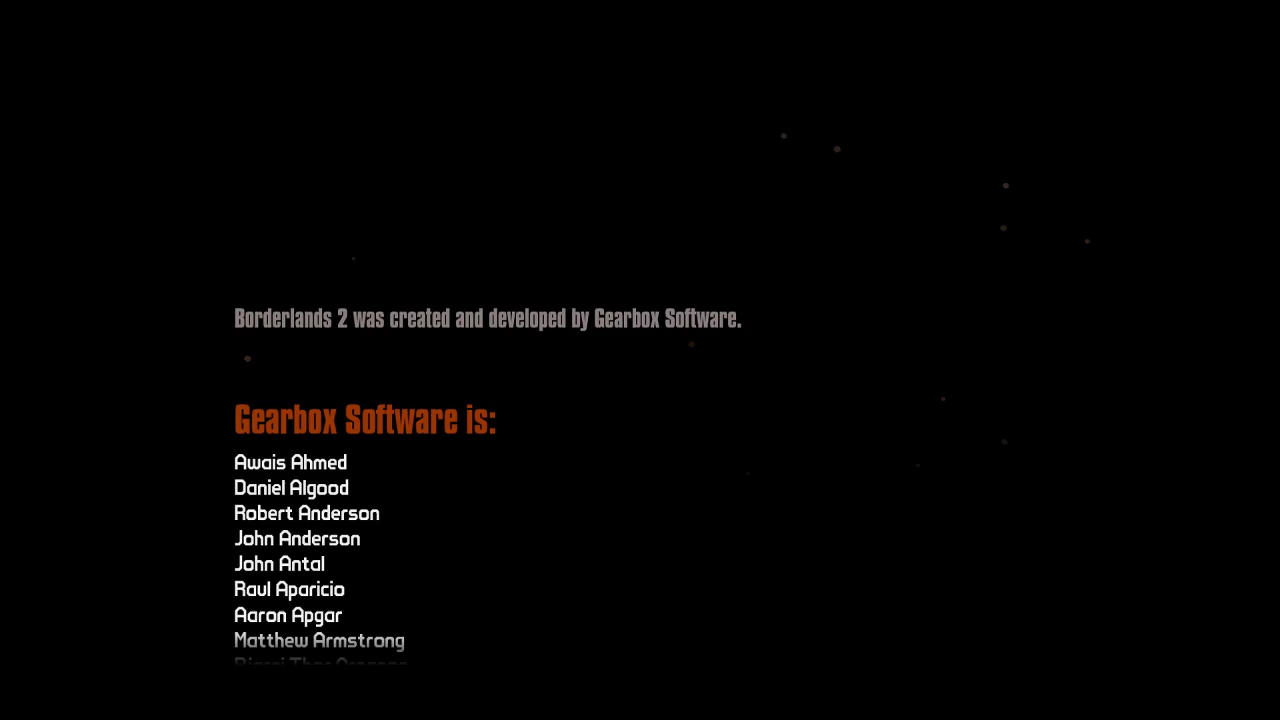 Borderlands 2 was created and developed by Gearbox Software.
Gearbox Software is:
Awais Ahmed
Daniel Algood
Robert Anderson
John Anderson
John Antal
Raul Aparicio
Aaron Apgar
Matthew Armstrong